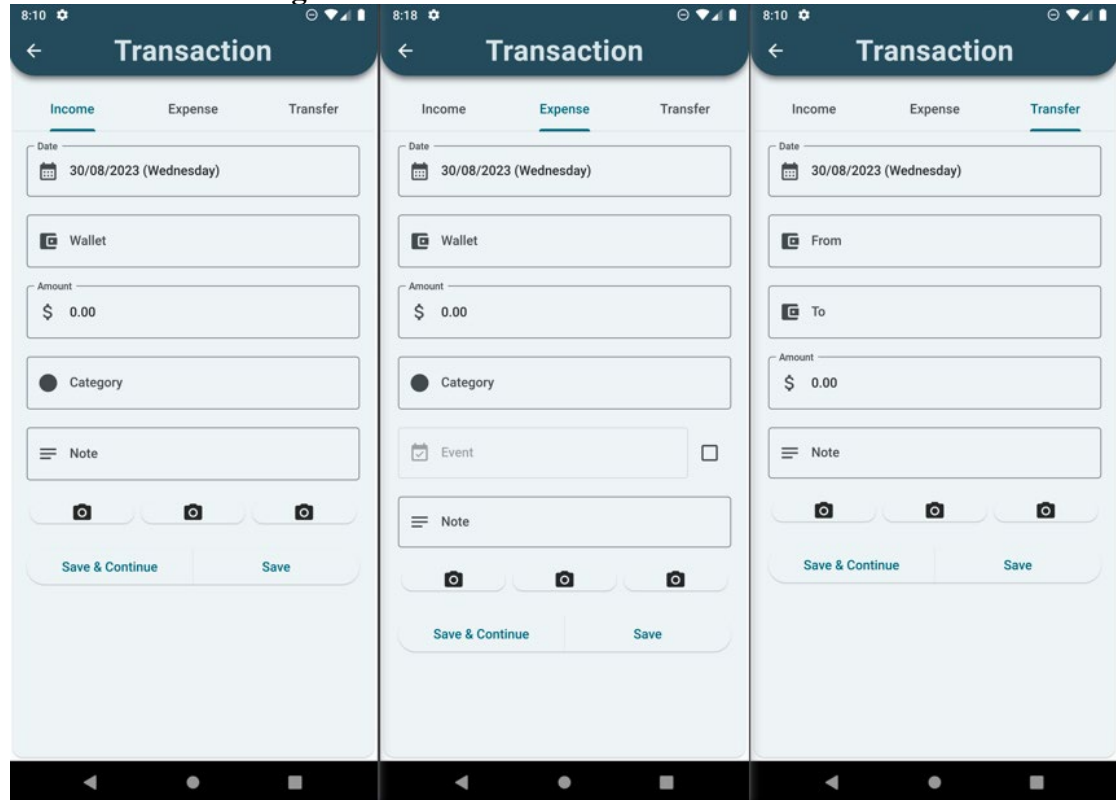 8:10
Transaction
Income Expense Transfer
Date
30/08/2023 (Wednesday)
Wallet
Amount
$ 0.00
Category
Note
Save & Continue Save
8:18
Transaction
Income Expense Transfer
Date
30/08/2023 (Wednesday)
Wallet
Amount
$ 0.00
Category
Event
Note
Save & Continue Save
8:10
Transaction
Income Expense Transfer
Date
30/08/2023 (Wednesday)
From
To
Amount
$ 0.00
Note
Save & Continue Save